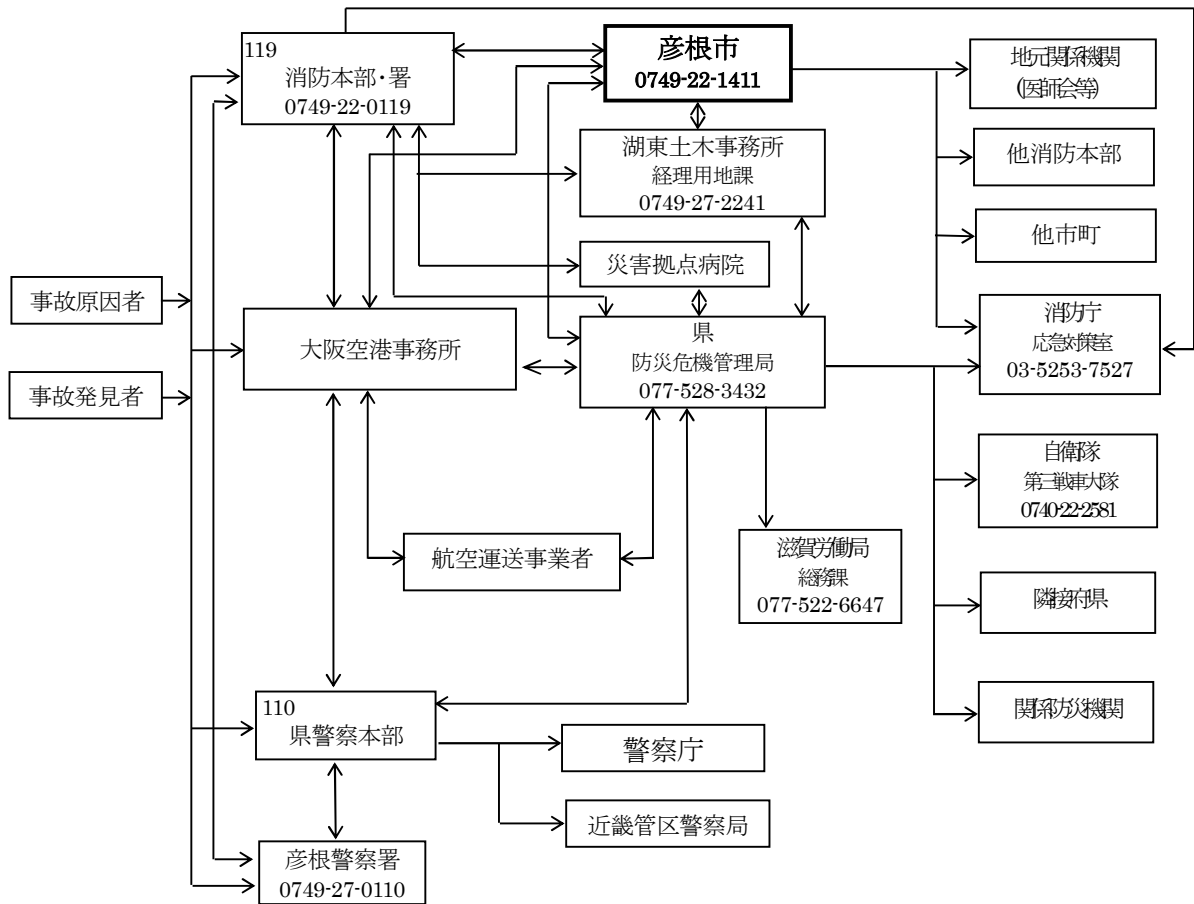 119
消防本部・署
0749-22-0119
彦根市
0749-22-1411
地元関係機関
(医師会等)
湖東土木事務所
経理用地課
0749-27-2241
他消防本部
他市町
災害拠点病院
事故原因者
大阪空港事務所
県
防災危機管理局
077-528-3432
消防庁
応急対策室
03-5253-7527
事故発見者
自衛隊
第三戦車大隊
0740-22-2581
航空運送事業者
滋賀労働局
総務課
077-522-6647
隣接府県
110
県警察本部
関係防災機関
警察庁
近畿管区警察局
彦根警察署
0749-27-0110